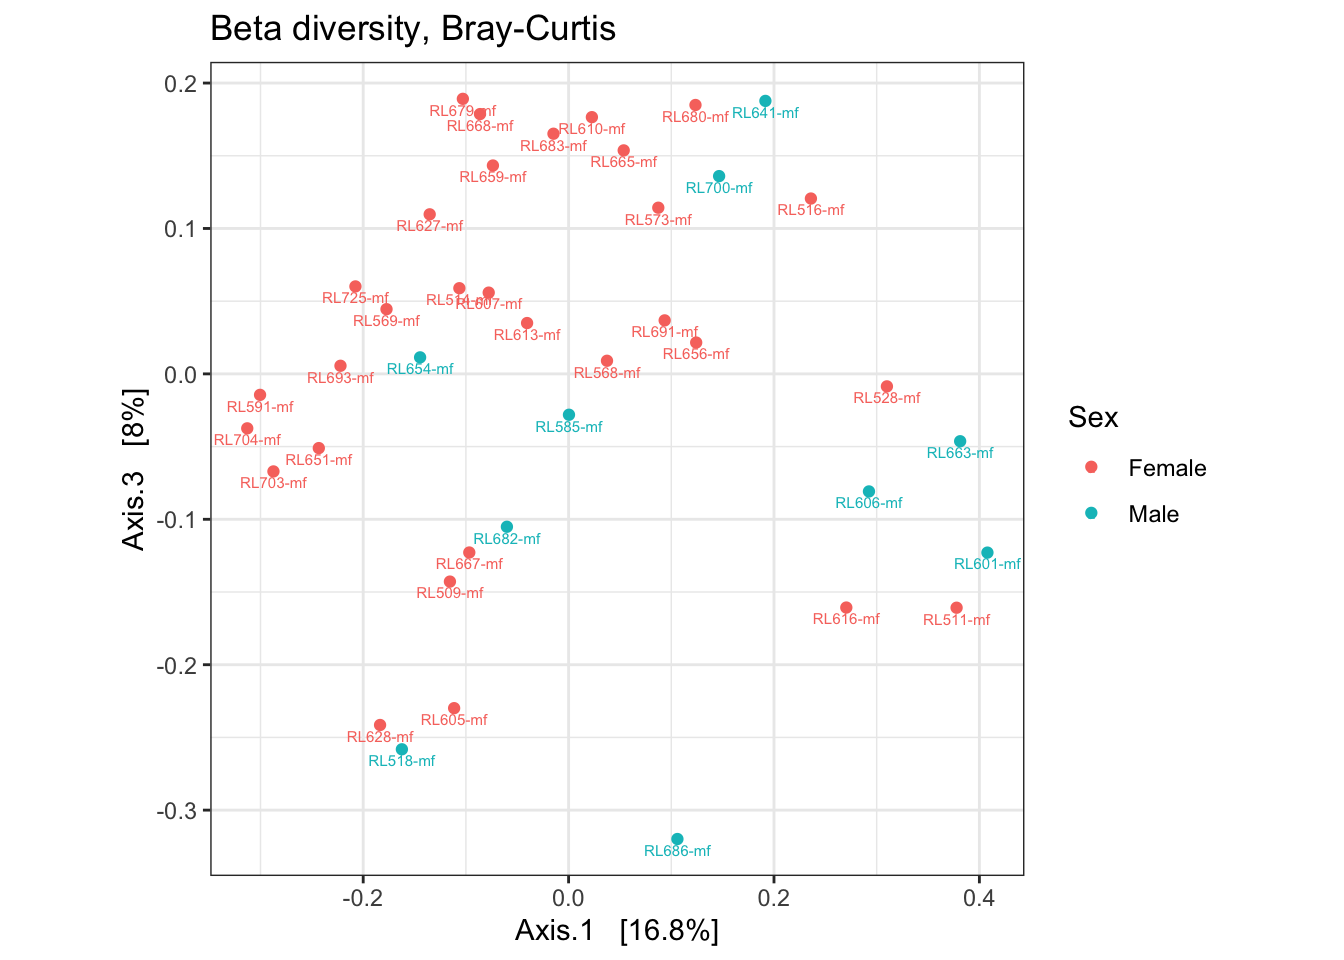 Beta diversity, Bray-Curtis
0.2
0.1
0.0
-0.1
-0.2
-0.3
Axis.3 [8%]
RL679-mf
RL668-mf
RL683-mf
RL610-mf
RL680-mf
RL641-mf
RL665-mf
RL659-mf
RL700-mf
RL516-mf
RL573-mf
RL627-mf
RL725-mf
RL514-mf
RL607-mf
RL569-mf
RL613-mf
RL691-mf
RL656-mf
RL654-mf
RL568-mf
RL693-mf
RL528-mf
RL591-mf
RL585-mf
RL704-mf
RL663-mf
RL651-mf
RL703-mf
RL606-mf
RL682-mf
RL667-mf
RL601-mf
RL509-mf
RL616-mf
RL511-mf
RL605-mf
RL628-mf
RL518-mf
RL686-mf
-0.2
0.0
0.2
0.4
Axis.1 [16.8%]
Sex
Female
Male